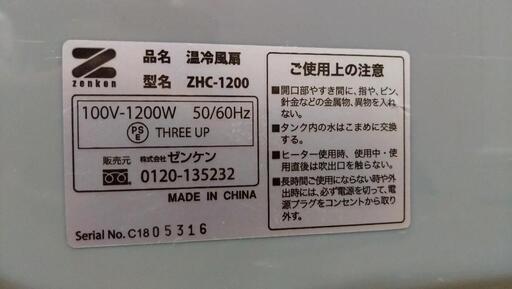 zenken
品名 温冷風扇
型名 ZHC-1200
100V-1200W 50/60Hz
PSE THREE UP
販売元 株式会社ゼンケン
0120-135232
MADE IN CHINA
Serial No. C18 05316
ご使用上の注意
■開口部やすき間に、指や、ピン、
針金などの金属物、異物を入れ
ない。
■タンク内の水はこまめに交換
する。
■ヒーター使用時、使用中・使
用直後は吹出口を触らない。
■長時間ご使用にならない時や外
出時には、必ず電源を切って、電
源プラグをコンセントから取り
外す。